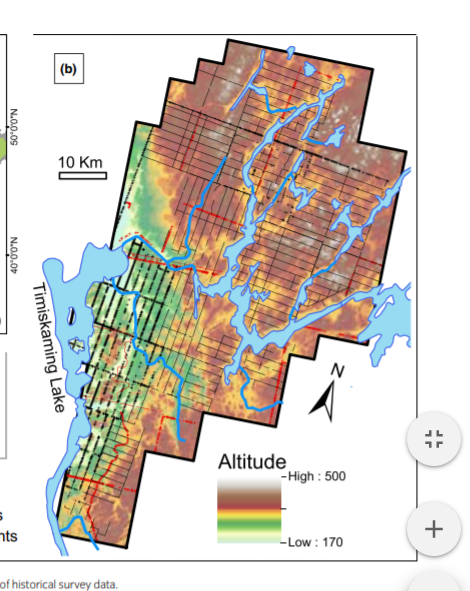 (b)
50°0'0"N
10 Km
40°0'0"N
Timiskaming Lake
N
Altitude
High : 500
Low : 170
s
nts
of historical survey data.